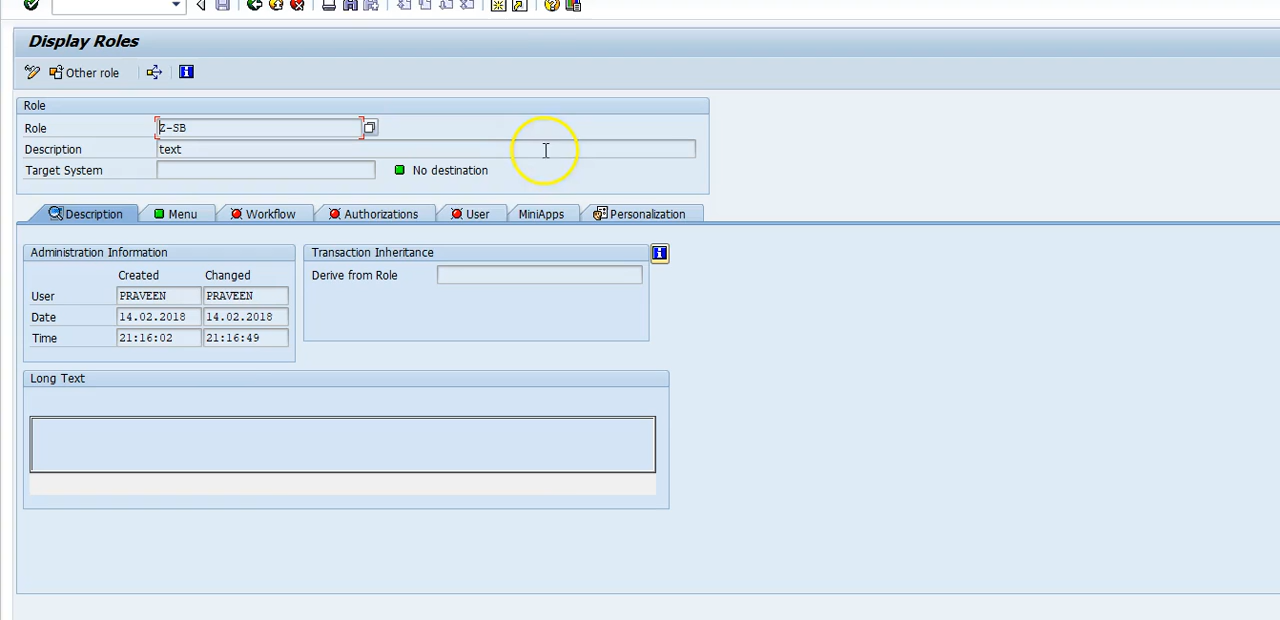 Display Roles
Other role
Role
Role Z-SB
Description text
Target System No destination
Description Menu Workflow Authorizations User MiniApps Personalization
Administration Information Transaction Inheritance
Created Changed Derive from Role
User PRAVEEN PRAVEEN
Date 14.02.2018 14.02.2018
Time 21:16:02 21:16:49
Long Text